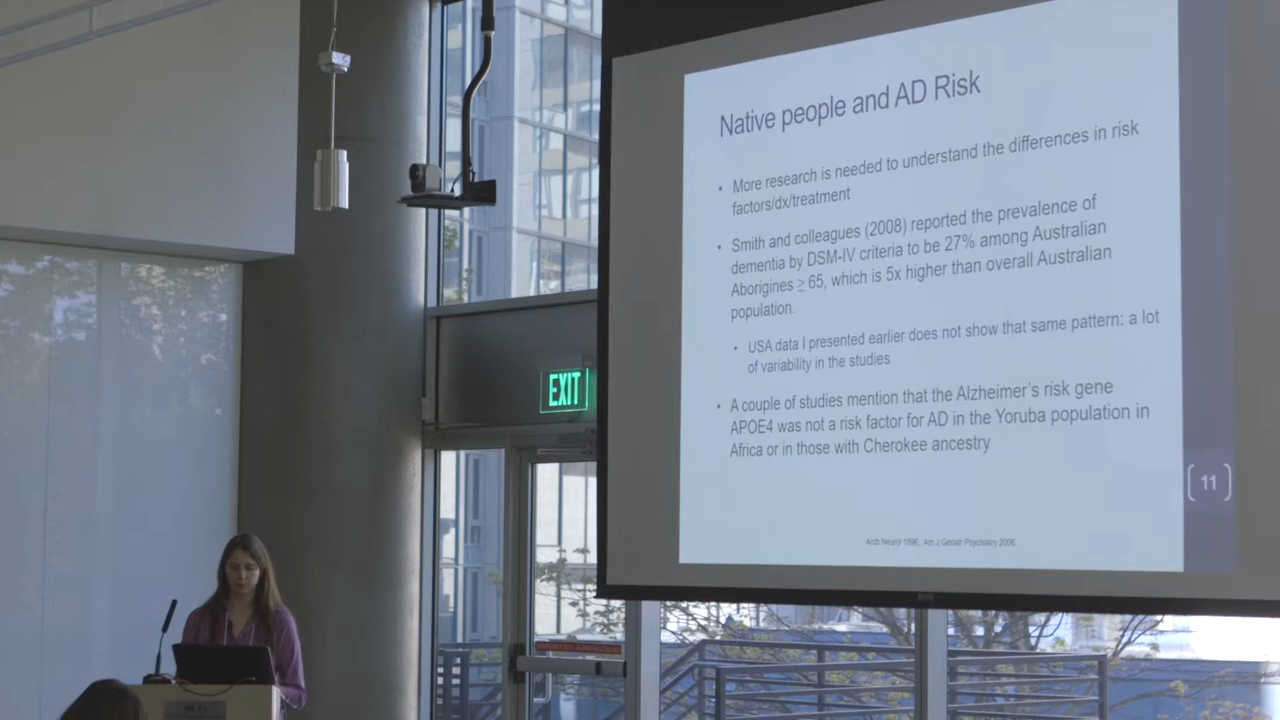 Native people and AD Risk
• More research is needed to understand the differences in risk
factors/dx/treatment
• Smith and colleagues (2008) reported the prevalence of
dementia by DSM-IV criteria to be 27% among Australian
Aborigines ≥ 65, which is 5x higher than overall Australian
population.
• USA data I presented earlier does not show that same pattern: a lot
of variability in the studies
• A couple of studies mention that the Alzheimer's risk gene
APOE4 was not a risk factor for AD in the Yoruba population in
Africa or in those with Cherokee ancestry
Arch Neurol 1996, Am J Geriatr Psychiatry 2006
11
EXIT